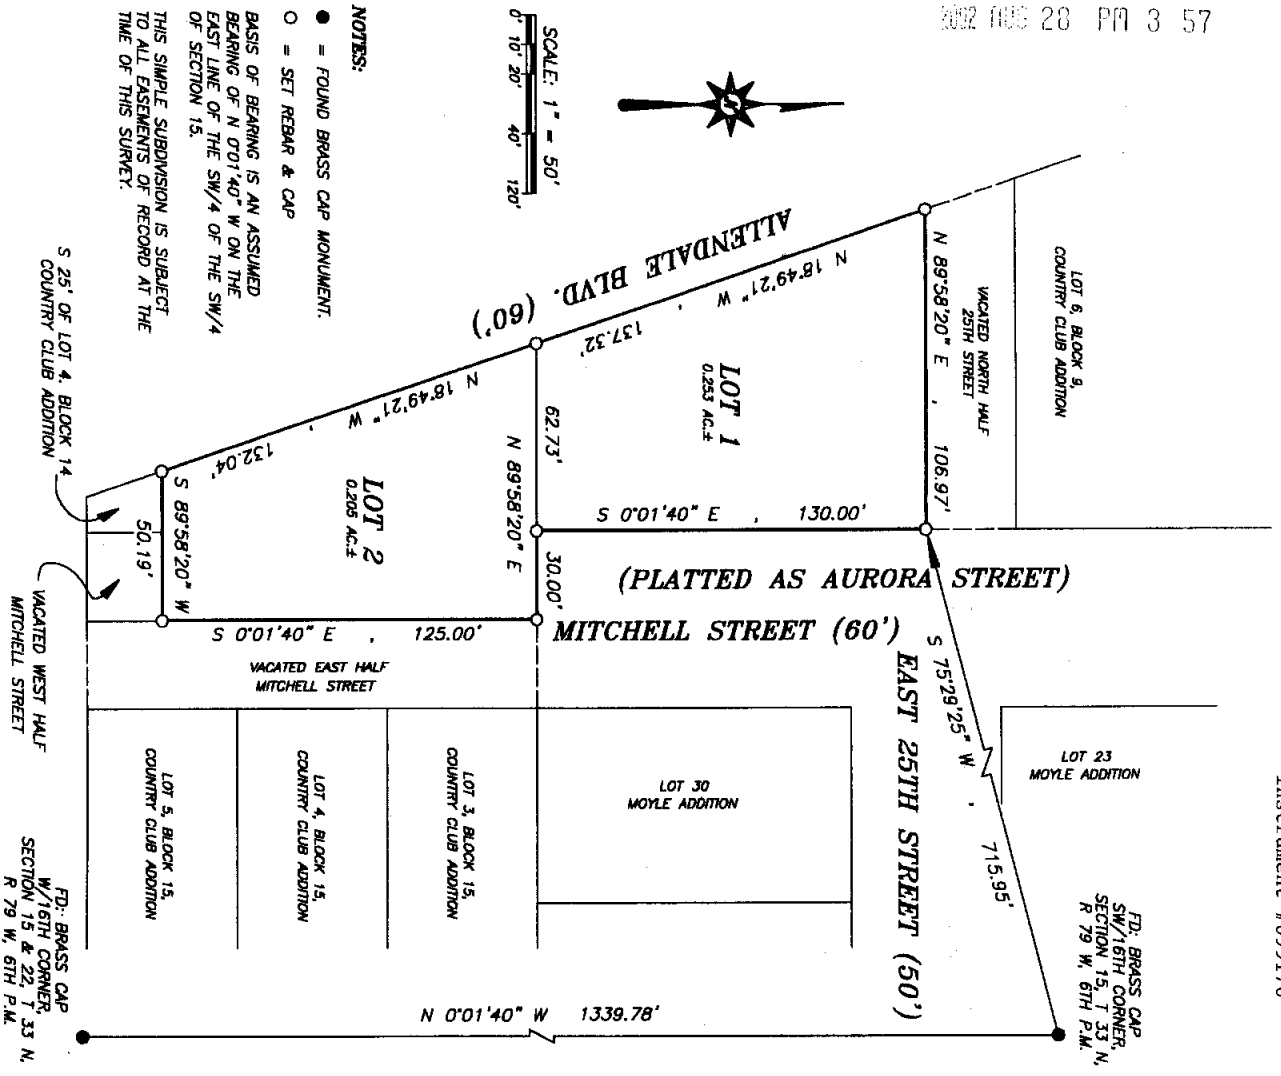 28 PM 3 57
SCALE: 1" = 50'
0' 10' 20' 40' 120'
NOTES:
= FOUND BRASS CAP MONUMENT.
= SET REBAR & CAP
BASIS OF BEARING IS AN ASSUMED
BEARING OF N 0°01'40" W ON THE
EAST LINE OF THE SW/4 OF THE SW/4
OF SECTION 15.
THIS SIMPLE SUBDIVISION IS SUBJECT
TO ALL EASEMENTS OF RECORD AT THE
TIME OF THIS SURVEY.
LOT 6, BLOCK 9,
COUNTRY CLUB ADDITION
VACATED NORTH HALF
25TH STREET
N 89°58'20" E , 106.97'
ALLENDALE BLVD. (60')
N 18°49'21" W , 137.32'
LOT 1
0.253 AC.±
62.73'
N 89°58'20" E
30.00'
S 0°01'40" E , 130.00'
N 18°49'21" W , 132.04'
LOT 2
0.205 AC.±
S 89°58'20" W
50.19'
S 0°01'40" E , 125.00'
S 25' OF LOT 4, BLOCK 14
COUNTRY CLUB ADDITION
VACATED WEST HALF
MITCHELL STREET
VACATED EAST HALF
MITCHELL STREET
(PLATTED AS AURORA STREET)
MITCHELL STREET (60')
EAST 25TH STREET (50')
S 75°29'25" W , 715.95'
LOT 23
MOYLE ADDITION
LOT 30
MOYLE ADDITION
LOT 3, BLOCK 15,
COUNTRY CLUB ADDITION
LOT 4, BLOCK 15,
COUNTRY CLUB ADDITION
LOT 5, BLOCK 15,
COUNTRY CLUB ADDITION
FD: BRASS CAP
SW/16TH CORNER,
SECTION 15, T 33 N,
R 79 W, 6TH P.M.
FD: BRASS CAP
W/16TH CORNER,
SECTION 15 & 22, T 33 N,
R 79 W, 6TH P.M.
N 0°01'40" W 1339.78'